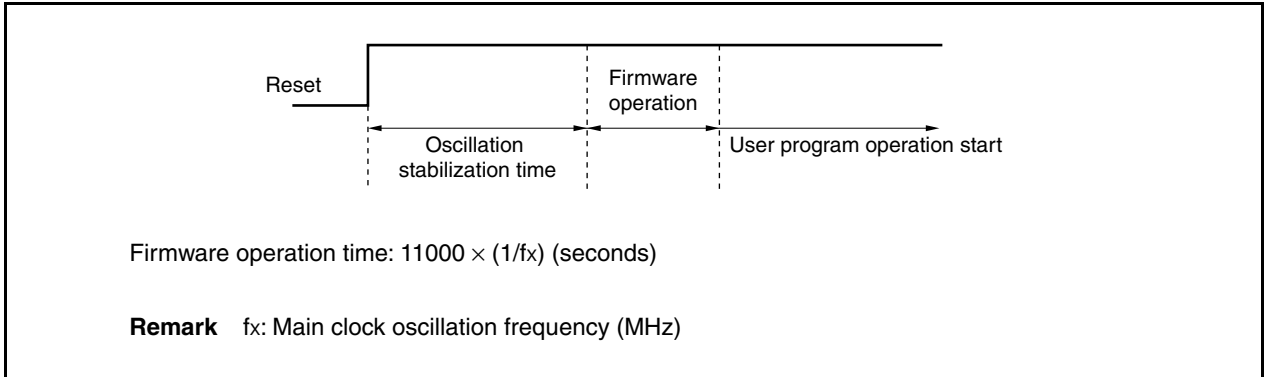 Reset
Firmware
operation
Oscillation
stabilization time
User program operation start
Firmware operation time: 11000 × (1/fx) (seconds)
Remark fx: Main clock oscillation frequency (MHz)